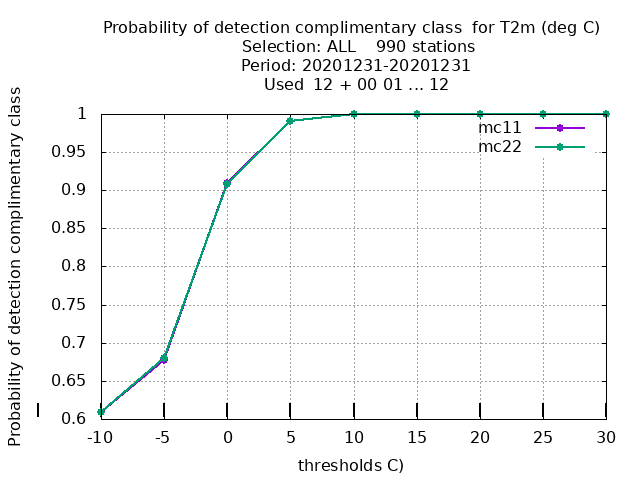 Probability of detection complimentary class  for T2m (deg C)
Selection: ALL    990 stations
Period: 20201231-20201231
Used  12 + 00 01 ... 12
Probability of detection complimentary class
1
0.95
0.9
0.85
0.8
0.75
0.7
0.65
0.6
mc11
mc22
-10 -5 0 5 10 15 20 25 30
thresholds C)